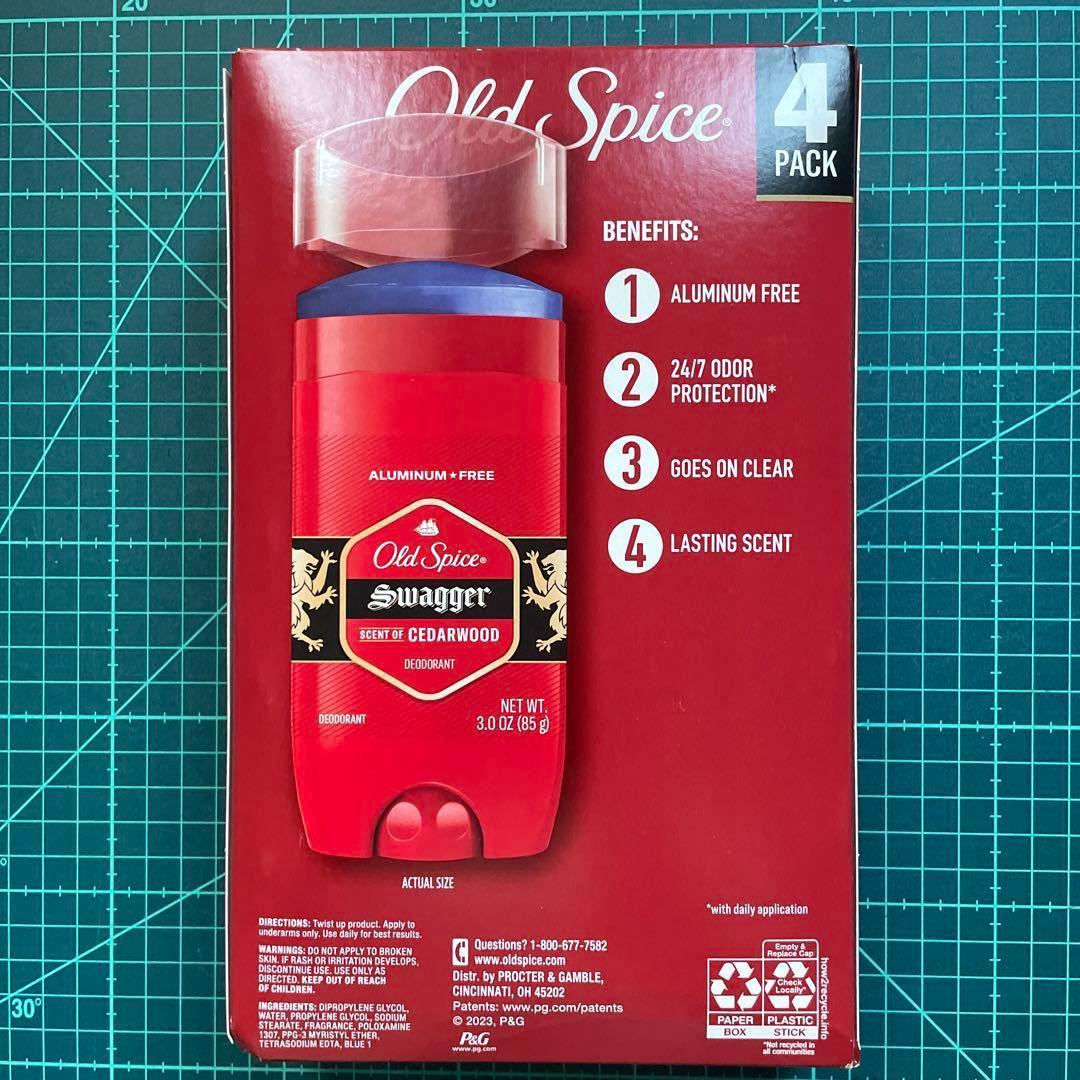 20
30
40
Old Spice®
4
PACK
BENEFITS:
1 ALUMINUM FREE
2 24/7 ODOR
PROTECTION*
3 GOES ON CLEAR
4 LASTING SCENT
ALUMINUM★FREE
Old Spice®
Swagger
SCENT OF CEDARWOOD
DEODORANT
DEODORANT
NET WT.
3.0 OZ (85 g)
ACTUAL SIZE
*with daily application
DIRECTIONS: Twist up product. Apply to
underarms only. Use daily for best results.
WARNINGS: DO NOT APPLY TO BROKEN
SKIN. IF RASH OR IRRITATION DEVELOPS,
DISCONTINUE USE. USE ONLY AS
DIRECTED. KEEP OUT OF REACH
OF CHILDREN.
INGREDIENTS: DIPROPYLENE GLYCOL,
WATER, PROPYLENE GLYCOL, SODIUM
STEARATE, FRAGRANCE, POLOXAMINE
1307, PPG-3 MYRISTYL ETHER,
TETRASODIUM EDTA, BLUE 1
Questions? 1-800-677-7582
www.oldspice.com
Distr. by PROCTER & GAMBLE,
CINCINNATI, OH 45202
Patents: www.pg.com/patents
© 2023, P&G
P&G
www.pg.com
Empty &
Replace Cap
Check
Locally*
PAPER
BOX
PLASTIC
STICK
*Not recycled in
all communities
how2recycle.info
30°